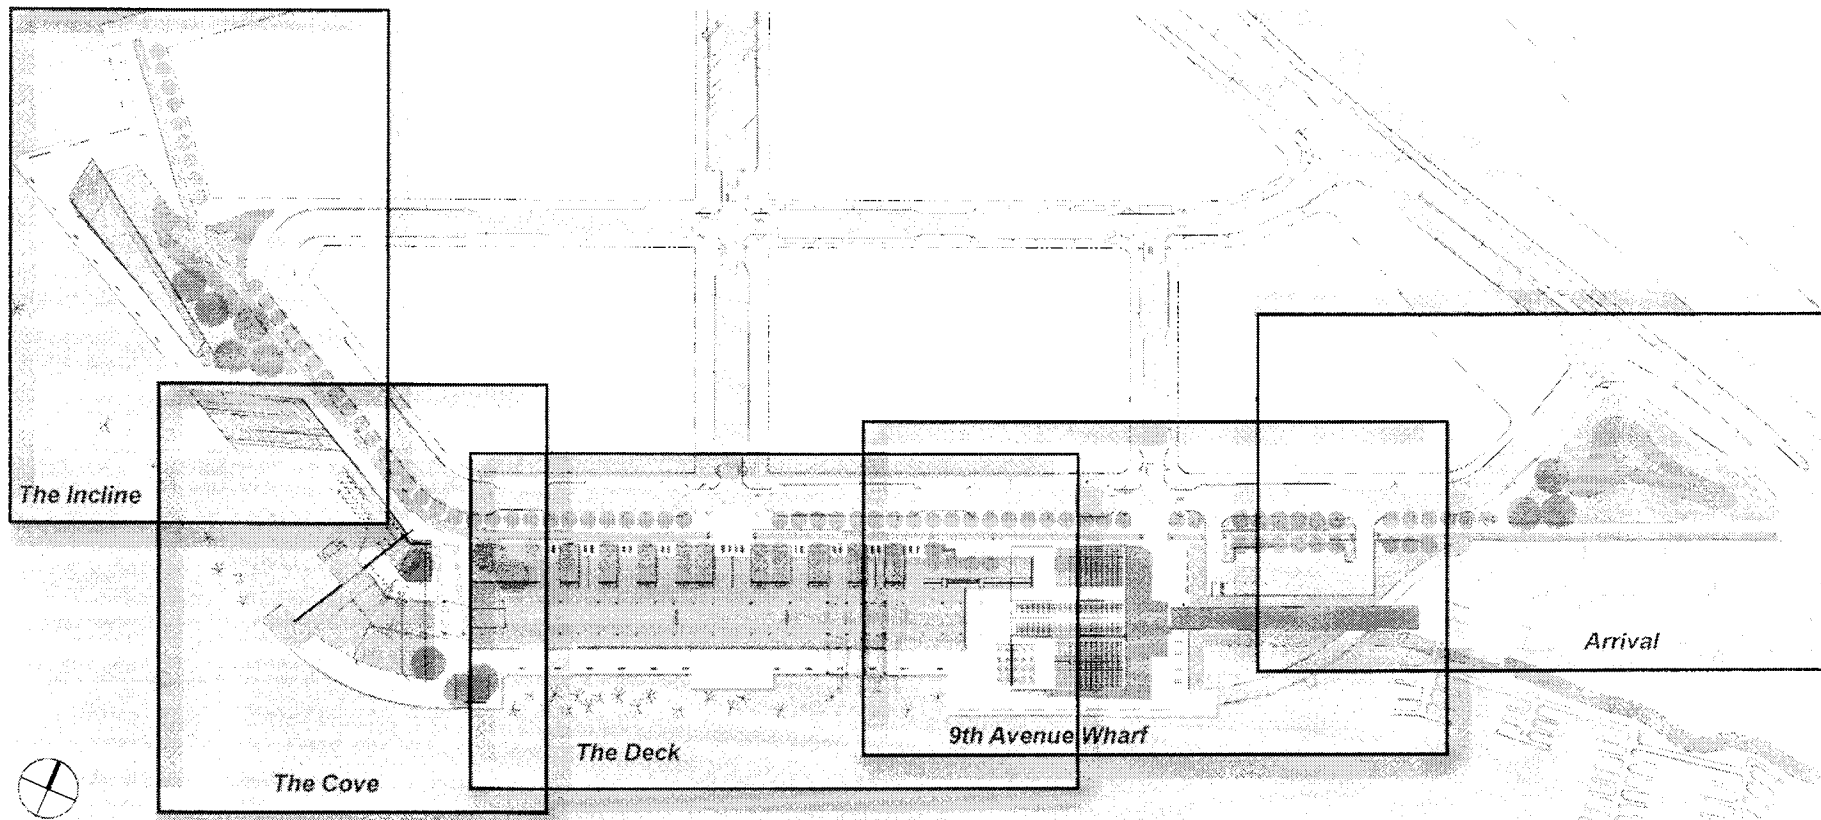 The Incline
Arrival
9th Avenue Wharf
The Deck
The Cove